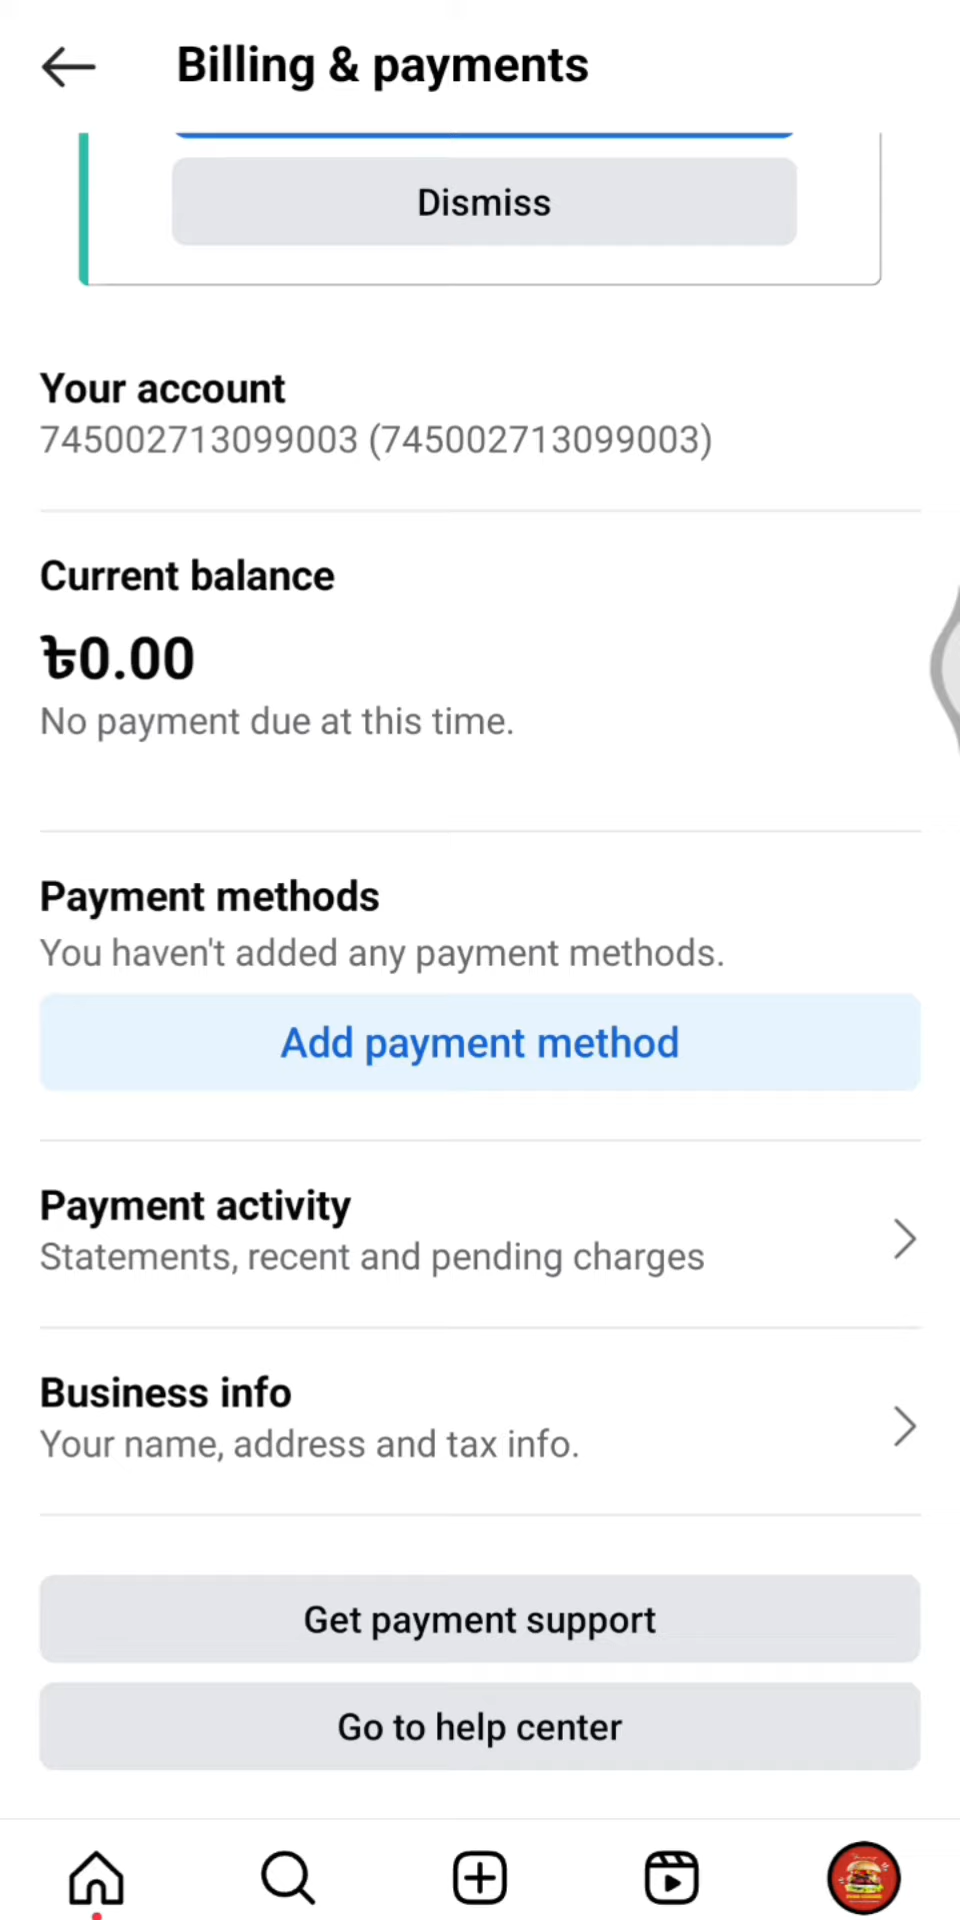 Billing & payments
Dismiss
Your account
745002713099003 (745002713099003)
Current balance
৳0.00
No payment due at this time.
Payment methods
You haven't added any payment methods.
Add payment method
Payment activity
Statements, recent and pending charges
Business info
Your name, address and tax info.
Get payment support
Go to help center